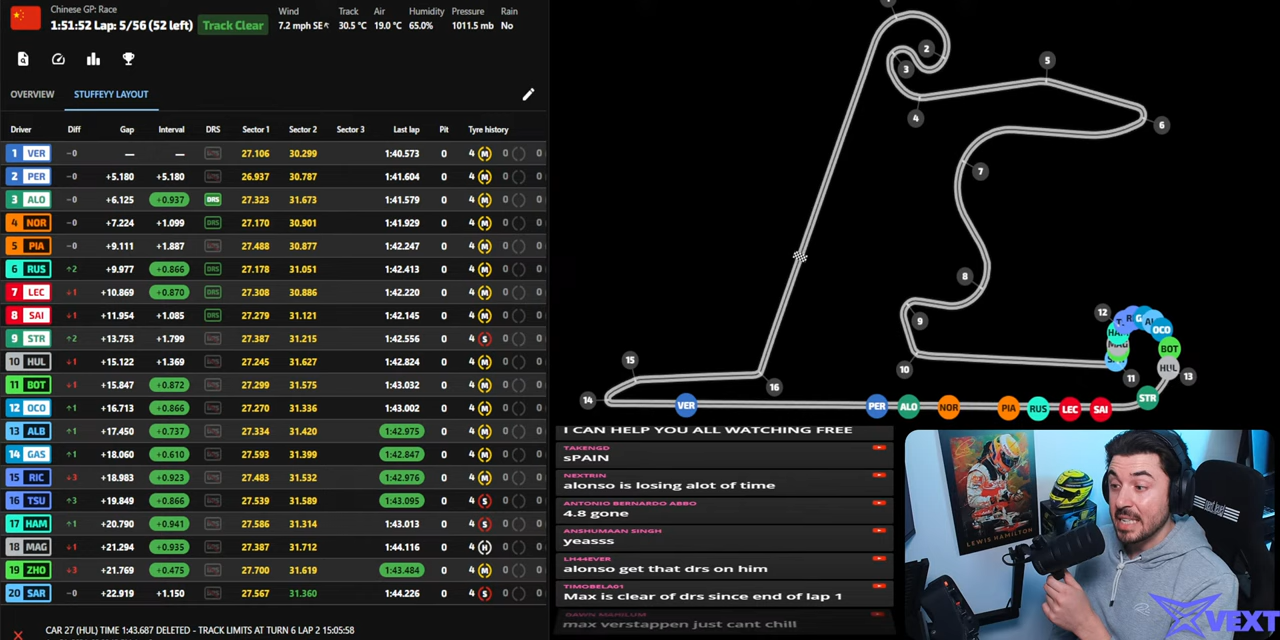 Chinese GP: Race
1:51:52 Lap: 5/56 (52 left) Track Clear
Wind Track Air Humidity Pressure Rain
7.2 mph SE 30.5 °C 19.0 °C 65.0% 1011.5 mb No
OVERVIEW STUFFEYY LAYOUT
Driver Diff Gap Interval DRS Sector 1 Sector 2 Sector 3 Last lap Pit Tyre history
1 VER −0 — — 27.106 30.299 1:40.573 0 4 M 0 0
2 PER −0 +5.180 +5.180 26.937 30.787 1:41.604 0 4 M 0 0
3 ALO −0 +6.125 +0.937 DRS 27.323 31.673 1:41.579 0 4 M 0 0
4 NOR −0 +7.224 +1.099 DRS 27.170 30.901 1:41.929 0 4 M 0 0
5 PIA −0 +9.111 +1.887 DRS 27.488 30.877 1:42.247 0 4 M 0 0
6 RUS ↑2 +9.977 +0.866 DRS 27.178 31.051 1:42.413 0 4 M 0 0
7 LEC ↓1 +10.869 +0.870 DRS 27.308 30.886 1:42.220 0 4 M 0 0
8 SAI ↓1 +11.954 +1.085 DRS 27.279 31.121 1:42.145 0 4 M 0 0
9 STR ↑2 +13.753 +1.799 DRS 27.387 31.215 1:42.556 0 4 S 0 0
10 HUL ↓1 +15.122 +1.369 DRS 27.245 31.627 1:42.824 0 4 M 0 0
11 BOT ↓1 +15.847 +0.872 DRS 27.299 31.575 1:43.032 0 4 M 0 0
12 OCO ↑1 +16.713 +0.866 DRS 27.270 31.336 1:43.002 0 4 M 0 0
13 ALB ↑1 +17.450 +0.737 DRS 27.334 31.420 1:42.975 0 4 M 0 0
14 GAS ↑1 +18.060 +0.610 DRS 27.593 31.399 1:42.847 0 4 M 0 0
15 RIC ↓3 +18.983 +0.923 DRS 27.483 31.532 1:42.976 0 4 M 0 0
16 TSU ↑3 +19.849 +0.866 DRS 27.539 31.589 1:43.095 0 4 S 0 0
17 HAM ↑1 +20.790 +0.941 DRS 27.586 31.314 1:43.013 0 4 S 0 0
18 MAG ↓1 +21.294 +0.935 DRS 27.387 31.712 1:44.116 0 4 H 0 0
19 ZHO ↓3 +21.769 +0.475 DRS 27.700 31.619 1:43.484 0 4 M 0 0
20 SAR −0 +22.919 +1.150 DRS 27.567 31.360 1:44.226 0 4 S 0 0
CAR 27 (HUL) TIME 1:43.687 DELETED - TRACK LIMITS AT TURN 6 LAP 2 15:05:58
2
3
5
4
6
7
8
9
12
10
11
13
15
16
14
OCO
BOT
HUL
STR
VER PER ALO NOR PIA RUS LEC SAI
I CAN HELP YOU ALL WATCHING FREE
TAKENGD
sPAIN
NEXTRIN
alonso is losing alot of time
ANTONIO BERNARDO ABBO
4.8 gone
ANSHUMAAN SINGH
yeasss
LH44EVER
alonso get that drs on him
TIMOBELA01
Max is clear of drs since end of lap 1
max verstappen just cant chill
LEWIS HAMILTON
VEXT